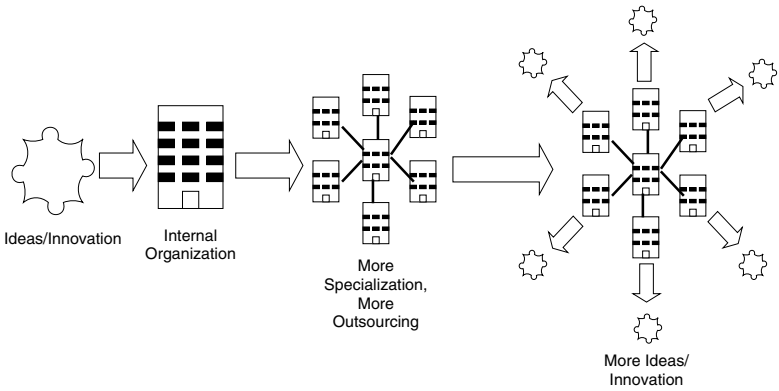 Ideas/Innovation
Internal
Organization
More
Specialization,
More
Outsourcing
More Ideas/
Innovation